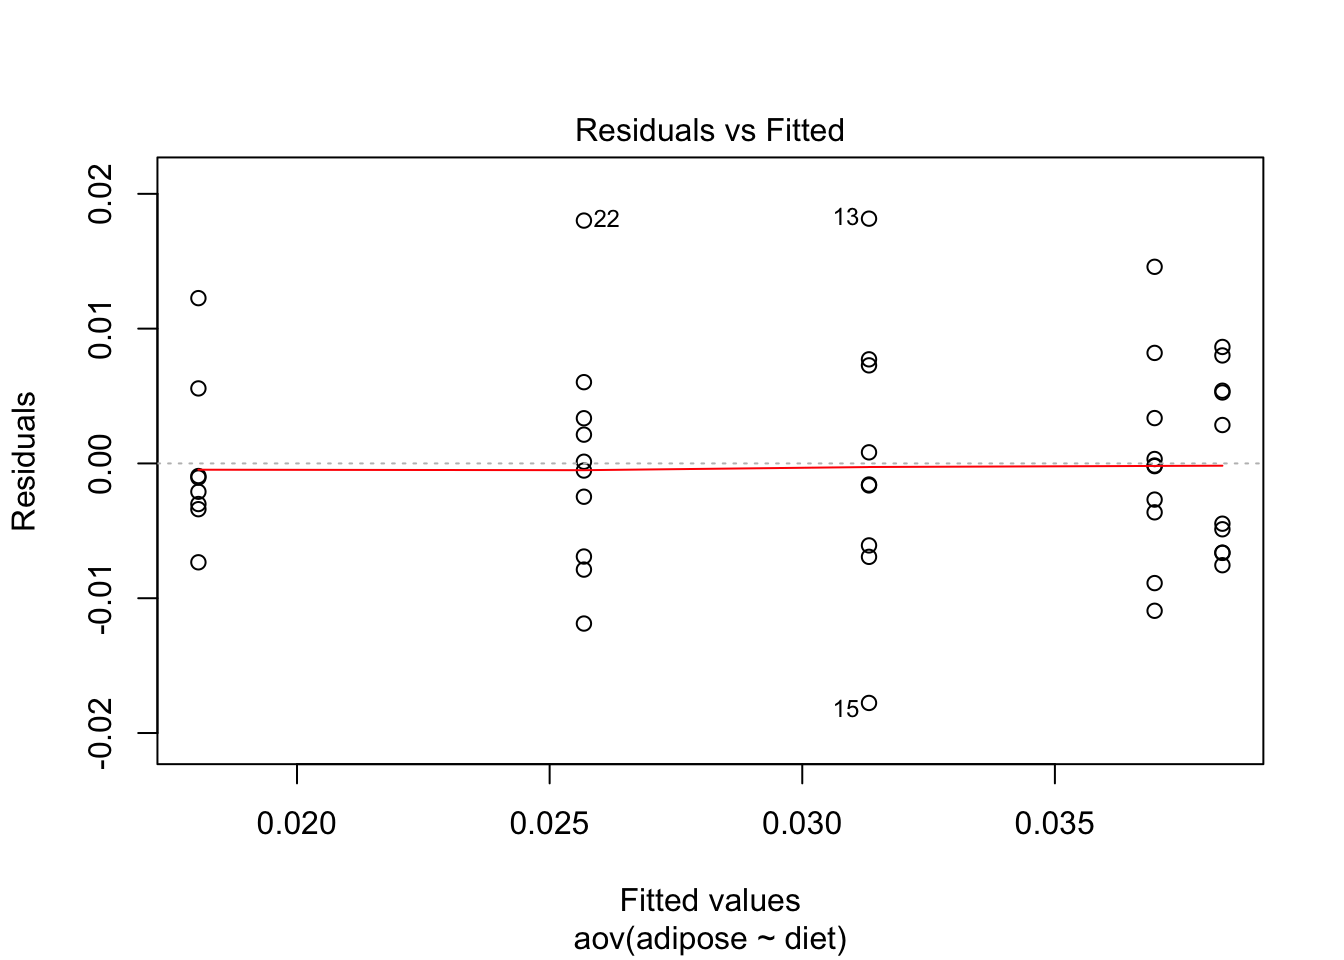 Residuals vs Fitted
0.02
0.01
0.00
-0.01
-0.02
Residuals
22
13
15
0.020 0.025 0.030 0.035
Fitted values
aov(adipose ~ diet)